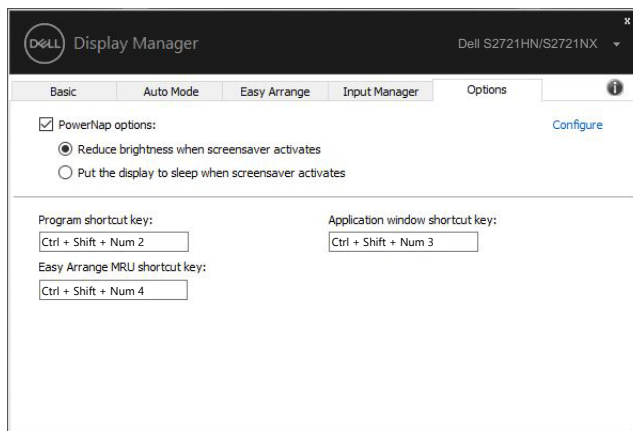 x
DELL Display Manager
Dell S2721HN/S2721NX
Basic Auto Mode Easy Arrange Input Manager Options
PowerNap options: Configure
Reduce brightness when screensaver activates
Put the display to sleep when screensaver activates
Program shortcut key: Application window shortcut key:
Ctrl + Shift + Num 2 Ctrl + Shift + Num 3
Easy Arrange MRU shortcut key:
Ctrl + Shift + Num 4